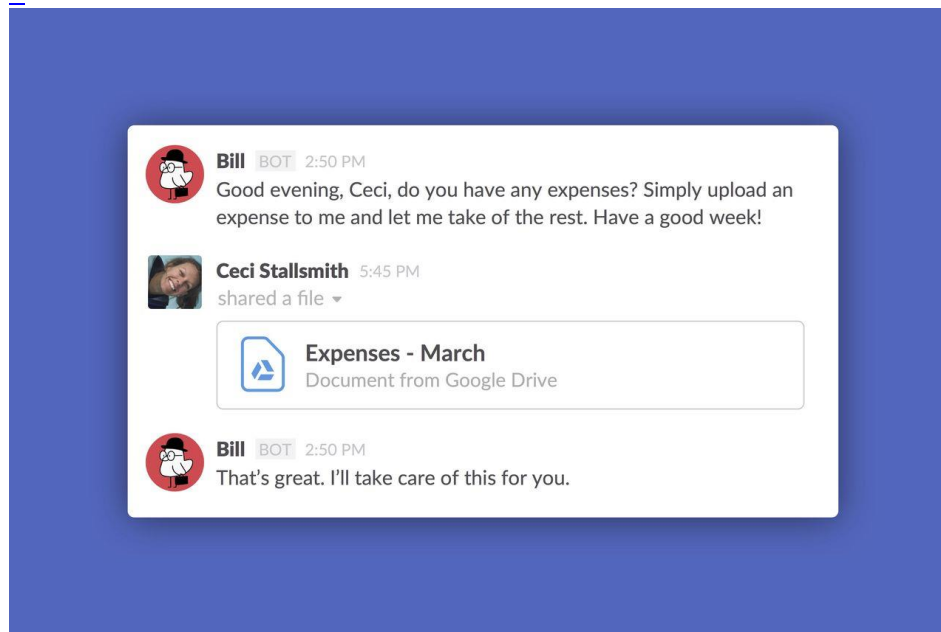 Bill BOT 2:50 PM
Good evening, Ceci, do you have any expenses? Simply upload an
expense to me and let me take of the rest. Have a good week!
Ceci Stallsmith 5:45 PM
shared a file
Expenses - March
Document from Google Drive
Bill BOT 2:50 PM
That’s great. I’ll take care of this for you.